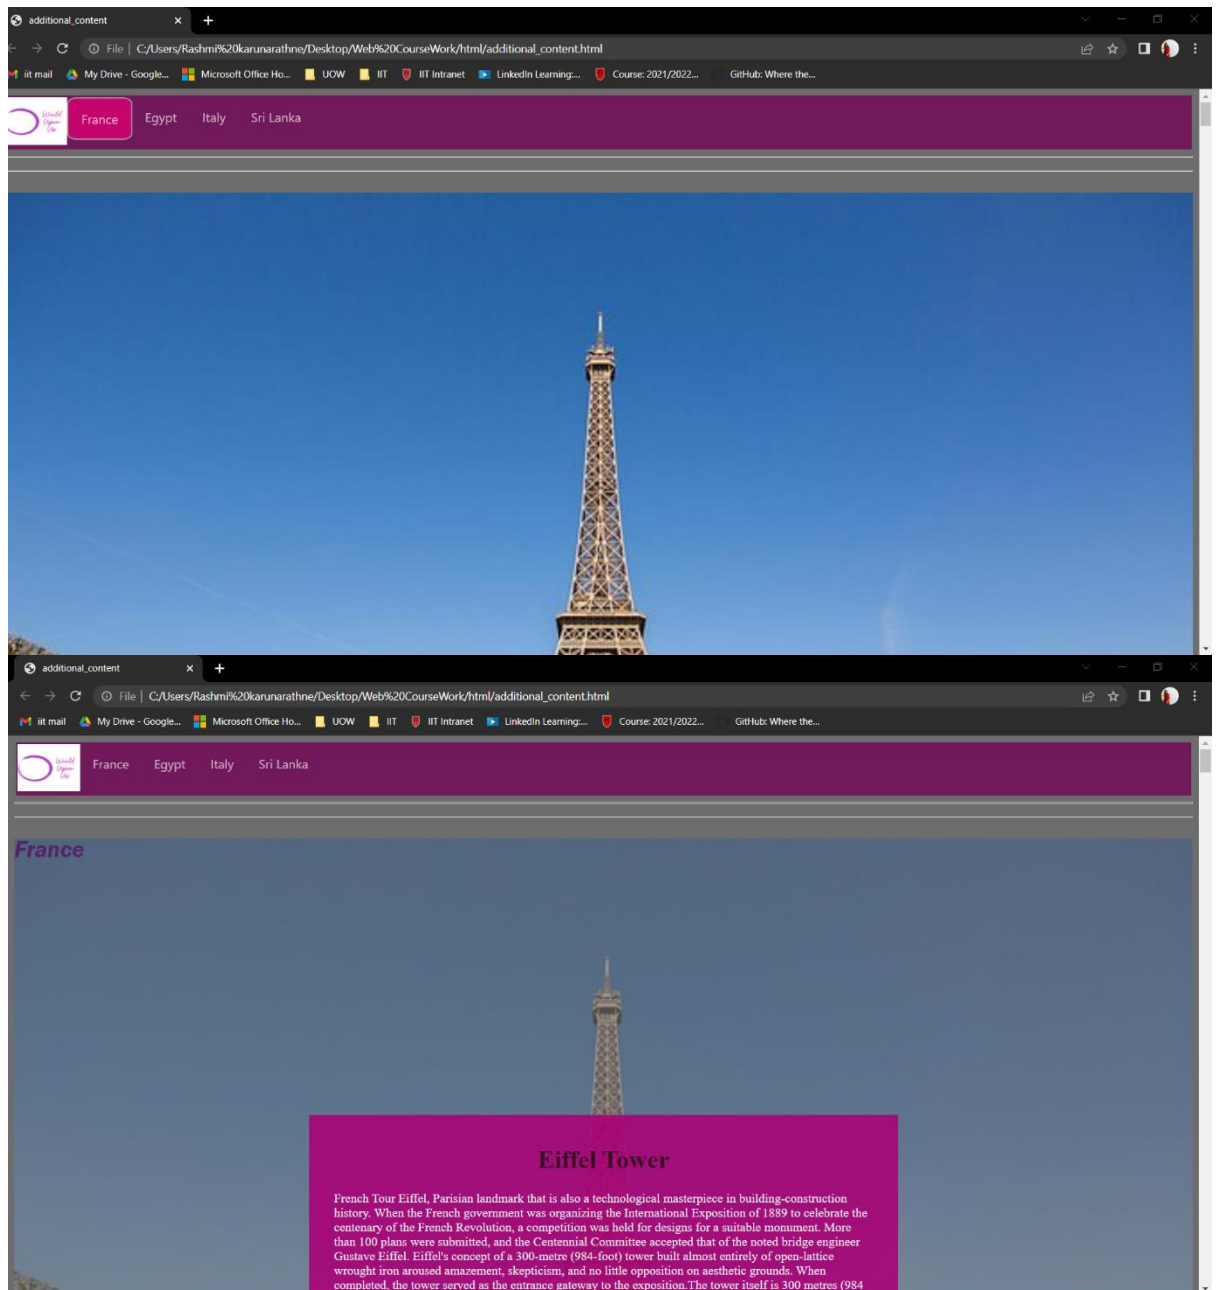 additional_content
File | C:/Users/Rashmi%20karunarathne/Desktop/Web%20CourseWork/html/additional_content.html
iit mail My Drive - Google... Microsoft Office Ho... UOW IIT IIT Intranet LinkedIn Learning:... Course: 2021/2022... GitHub: Where the...
World
Upon
Us
France Egypt Italy Sri Lanka
additional_content
File | C:/Users/Rashmi%20karunarathne/Desktop/Web%20CourseWork/html/additional_content.html
iit mail My Drive - Google... Microsoft Office Ho... UOW IIT IIT Intranet LinkedIn Learning:... Course: 2021/2022... GitHub: Where the...
World
Upon
Us
France Egypt Italy Sri Lanka
France
Eiffel Tower
French Tour Eiffel, Parisian landmark that is also a technological masterpiece in building-construction
history. When the French government was organizing the International Exposition of 1889 to celebrate the
centenary of the French Revolution, a competition was held for designs for a suitable monument. More
than 100 plans were submitted, and the Centennial Committee accepted that of the noted bridge engineer
Gustave Eiffel. Eiffel's concept of a 300-metre (984-foot) tower built almost entirely of open-lattice
wrought iron aroused amazement, skepticism, and no little opposition on aesthetic grounds. When
completed, the tower served as the entrance gateway to the exposition.The tower itself is 300 metres (984